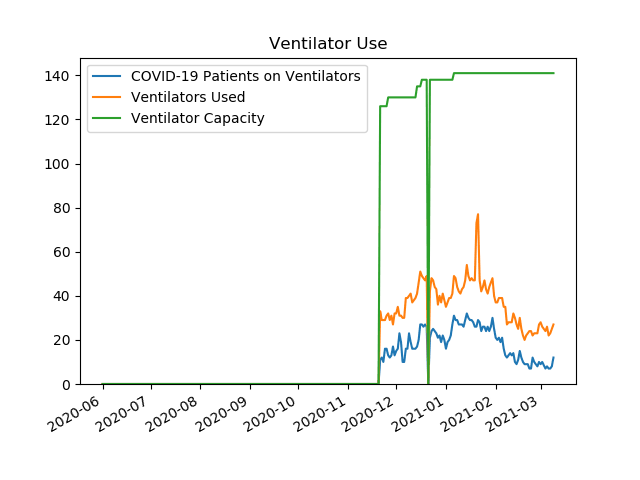 Ventilator Use
COVID-19 Patients on Ventilators
Ventilators Used
Ventilator Capacity
140
120
100
80
60
40
20
0
2020-06 2020-07 2020-08 2020-09 2020-10 2020-11 2020-12 2021-01 2021-02 2021-03